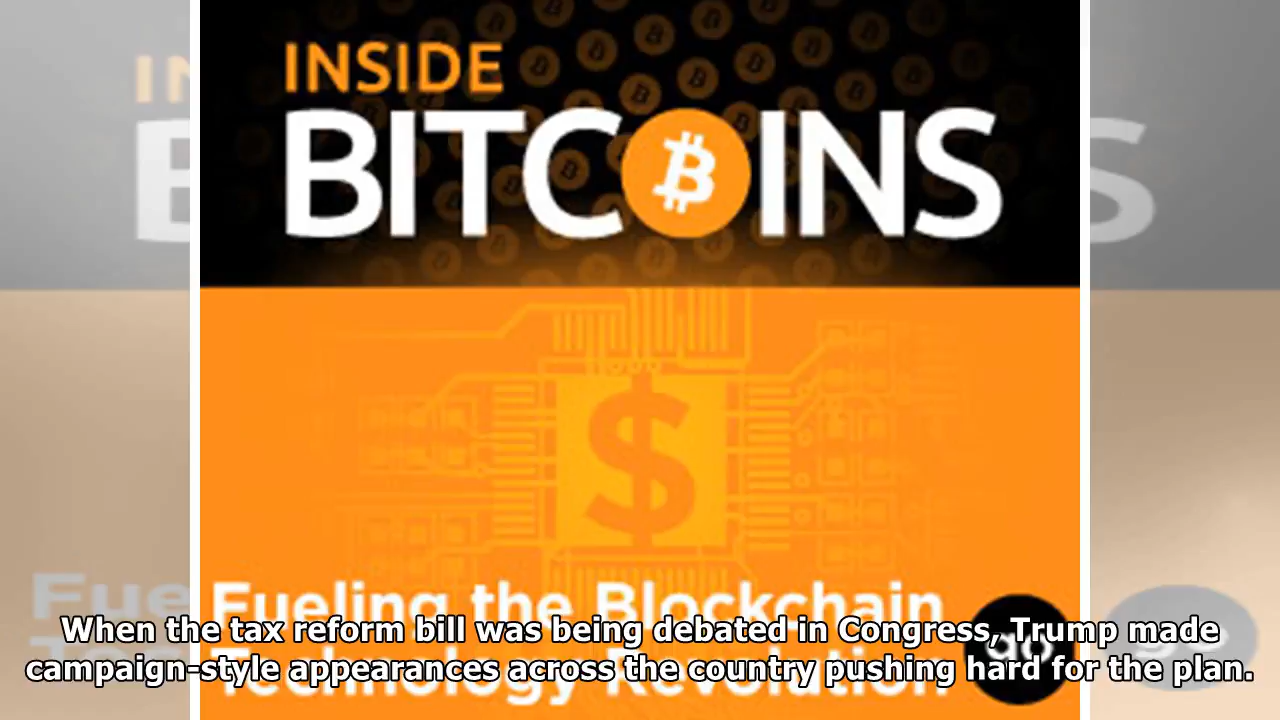 INSIDE
BITCOINS
$
Fueling the Blockchain
Technology Revolution
When the tax reform bill was being debated in Congress, Trump made
campaign-style appearances across the country pushing hard for the plan.